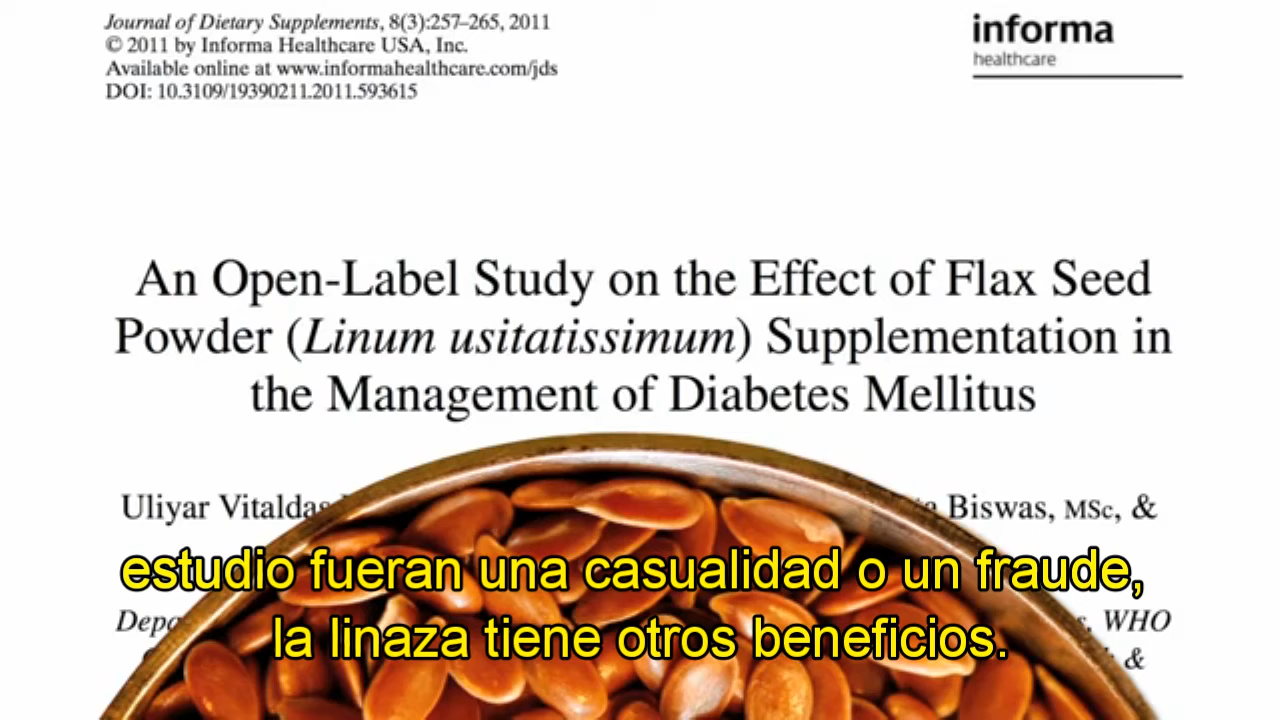 Journal of Dietary Supplements, 8(3):257–265, 2011
© 2011 by Informa Healthcare USA, Inc.
Available online at www.informahealthcare.com/jds
DOI: 10.3109/19390211.2011.593615
informa
healthcare
An Open-Label Study on the Effect of Flax Seed
Powder (Linum usitatissimum) Supplementation in
the Management of Diabetes Mellitus
Uliyar Vitaldas Biswas, MSc, &
estudio fueran una casualidad o un fraude,
WHO
la linaza tiene otros beneficios.
&